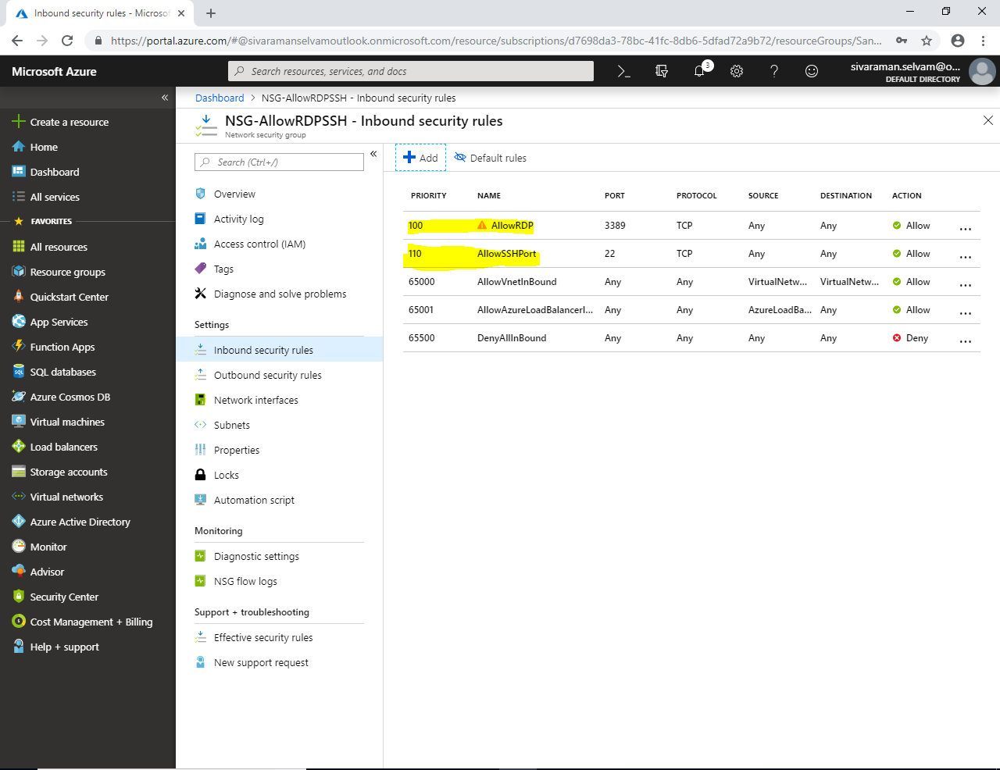 Inbound security rules - Microsof
https://portal.azure.com/#@sivaramanselvamoutlook.onmicrosoft.com/resource/subscriptions/d7698da3-78bc-41fc-8db6-5dfad72a9b72/resourceGroups/San...
Microsoft Azure
Search resources, services, and docs
3
sivaraman.selvam@o...
DEFAULT DIRECTORY
Dashboard > NSG-AllowRDPSSH - Inbound security rules
NSG-AllowRDPSSH - Inbound security rules
Network security group
Create a resource
Home
Dashboard
All services
FAVORITES
All resources
Resource groups
Quickstart Center
App Services
Function Apps
SQL databases
Azure Cosmos DB
Virtual machines
Load balancers
Storage accounts
Virtual networks
Azure Active Directory
Monitor
Advisor
Security Center
Cost Management + Billing
Help + support
Search (Ctrl+/)
Overview
Activity log
Access control (IAM)
Tags
Diagnose and solve problems
Settings
Inbound security rules
Outbound security rules
Network interfaces
Subnets
Properties
Locks
Automation script
Monitoring
Diagnostic settings
NSG flow logs
Support + troubleshooting
Effective security rules
New support request
Add Default rules
PRIORITY NAME PORT PROTOCOL SOURCE DESTINATION ACTION
100 AllowRDP 3389 TCP Any Any Allow ...
110 AllowSSHPort 22 TCP Any Any Allow ...
65000 AllowVnetInBound Any Any VirtualNetw... VirtualNetw... Allow ...
65001 AllowAzureLoadBalancerI... Any Any AzureLoadBa... Any Allow ...
65500 DenyAllInBound Any Any Any Any Deny ...